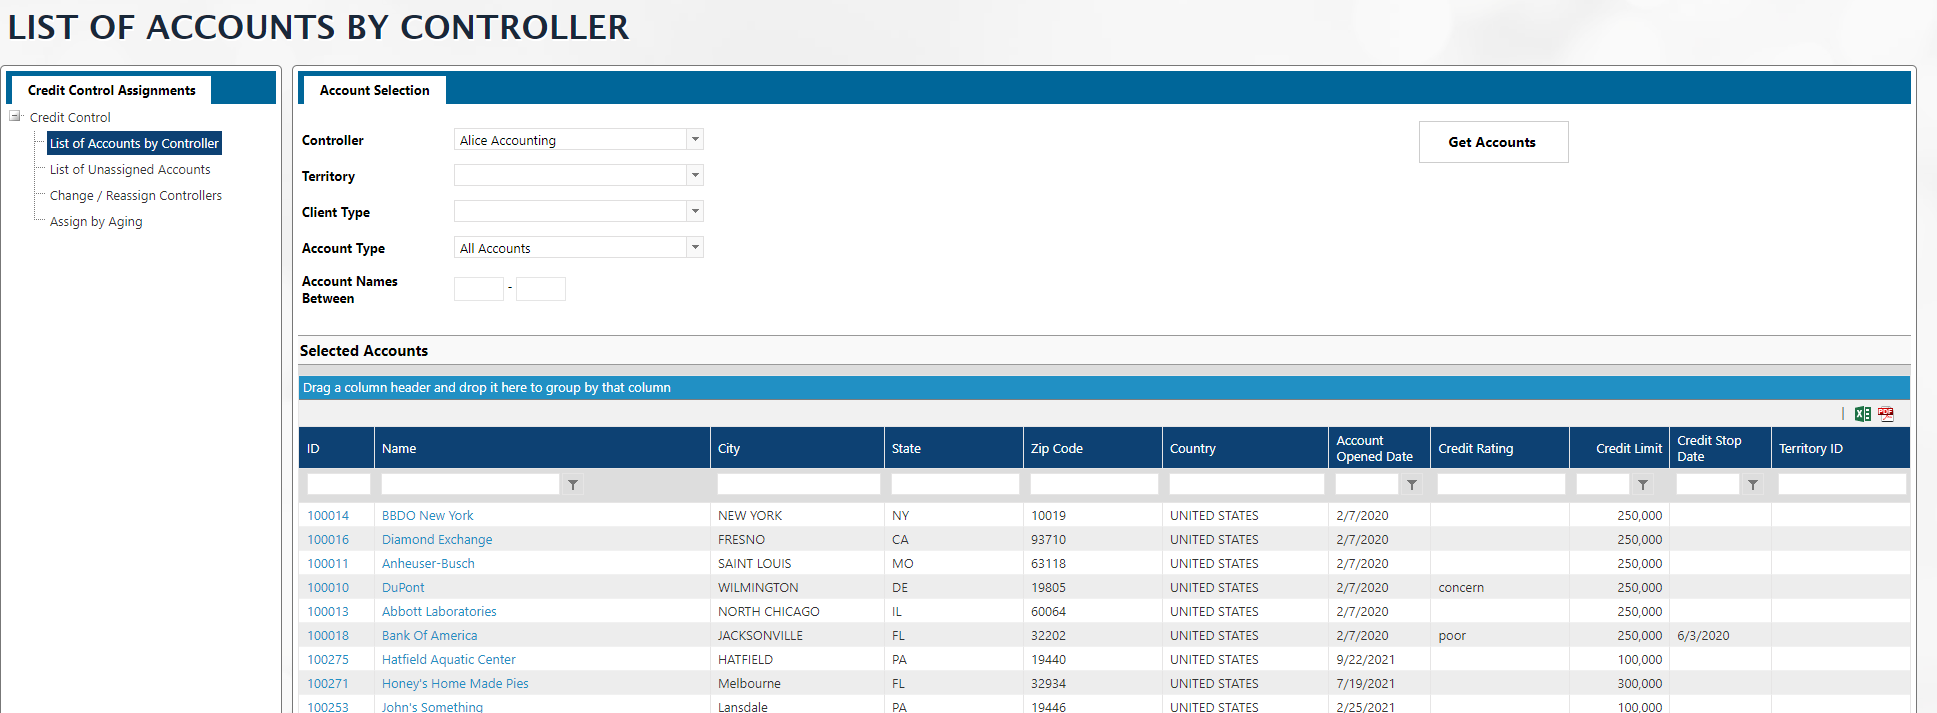 LIST OF ACCOUNTS BY CONTROLLER
Credit Control Assignments
Credit Control
List of Accounts by Controller
List of Unassigned Accounts
Change / Reassign Controllers
Assign by Aging
Account Selection
Controller Alice Accounting Get Accounts
Territory
Client Type
Account Type All Accounts
Account Names
Between -
Selected Accounts
Drag a column header and drop it here to group by that column
ID Name City State Zip Code Country Account Opened Date Credit Rating Credit Limit Credit Stop Date Territory ID
100014 BBDO New York NEW YORK NY 10019 UNITED STATES 2/7/2020 250,000
100016 Diamond Exchange FRESNO CA 93710 UNITED STATES 2/7/2020 250,000
100011 Anheuser-Busch SAINT LOUIS MO 63118 UNITED STATES 2/7/2020 250,000
100010 DuPont WILMINGTON DE 19805 UNITED STATES 2/7/2020 concern 250,000
100013 Abbott Laboratories NORTH CHICAGO IL 60064 UNITED STATES 2/7/2020 250,000
100018 Bank Of America JACKSONVILLE FL 32202 UNITED STATES 2/7/2020 poor 250,000 6/3/2020
100275 Hatfield Aquatic Center HATFIELD PA 19440 UNITED STATES 9/22/2021 100,000
100271 Honey's Home Made Pies Melbourne FL 32934 UNITED STATES 7/19/2021 300,000
100253 John's Something Lansdale PA 19446 UNITED STATES 2/25/2021 100,000